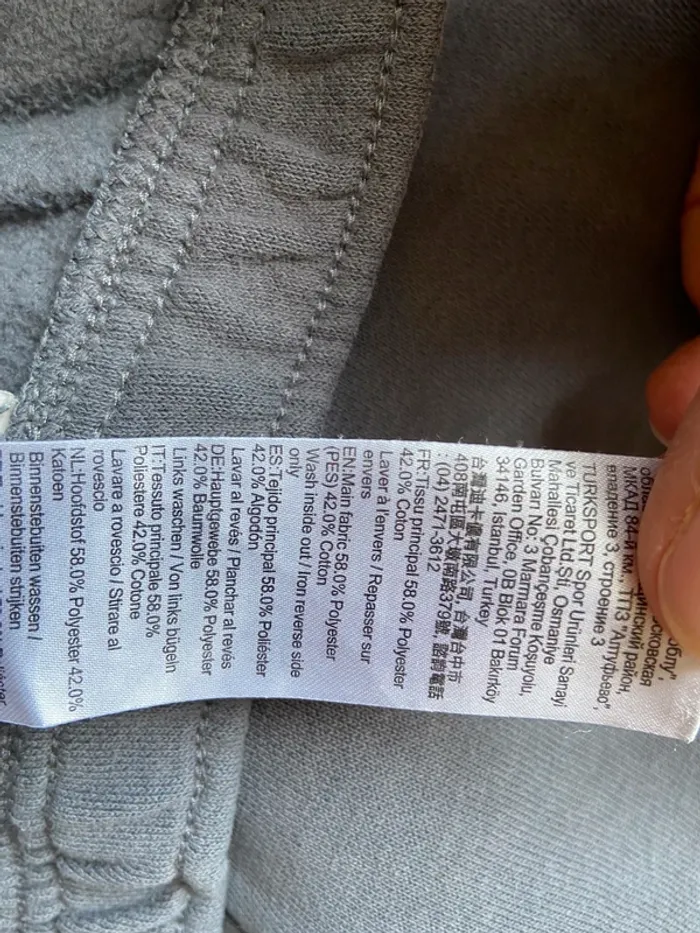 МКАД 84-й км., ТПЗ "Алтуфьево",
владение 3, строение 3
TURKSPORT Spor Urünleri Sanayi
ve Ticaret Ltd.Sti, Osmaniye
Mahallesi Çobançeşme Koşuyolu,
Bulvarı No: 3 Marmara Forum
Garden Office, 0B Blok 01 Bakırköy
34146, Istanbul, Turkey
台灣迪卡儂有限公司 台灣台中市
408南屯區大墩南路379號, 諮詢電話
: (04) 2471-3612
FR:Tissu principal 58.0% Polyester
42.0% Coton
Laver à l'envers / Repasser sur
envers
EN:Main fabric 58.0% Polyester
(PES) 42.0% Cotton
Wash inside out / Iron reverse side
only
ES:Tejido principal 58.0% Poliéster
42.0% Algodón
Lavar al revés / Planchar al revés
DE:Hauptgewebe 58.0% Polyester
42.0% Baumwolle
Links waschen / Von links bügeln
IT:Tessuto principale 58.0%
Poliestere 42.0% Cotone
Lavare a rovescio / Stirare al
rovescio
NL:Hoofdstof 58.0% Polyester 42.0%
Katoen
Binnenstebuiten wassen /
Binnenstebuiten strijken